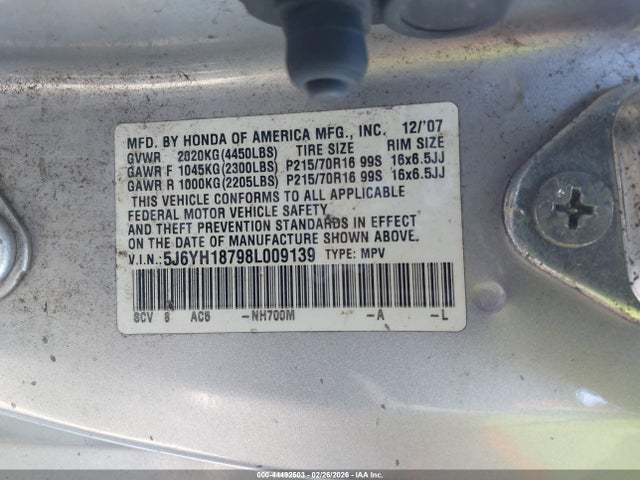 MFD. BY HONDA OF AMERICA MFG., INC. 12/'07
GVWR 2020KG(4450LBS) TIRE SIZE RIM SIZE
GAWR F 1045KG(2300LBS) P215/70R16 99S 16x6.5JJ
GAWR R 1000KG(2205LBS) P215/70R16 99S 16x6.5JJ
THIS VEHICLE CONFORMS TO ALL APPLICABLE
FEDERAL MOTOR VEHICLE SAFETY
AND THEFT PREVENTION STANDARDS IN EFFECT
ON THE DATE OF MANUFACTURE SHOWN ABOVE.
V.I.N.: 5J6YH18798L009139 TYPE: MPV
SCV 6 AC5 -NH700M -A -L
000-44492503 - 02/26/2026 - IAA Inc.